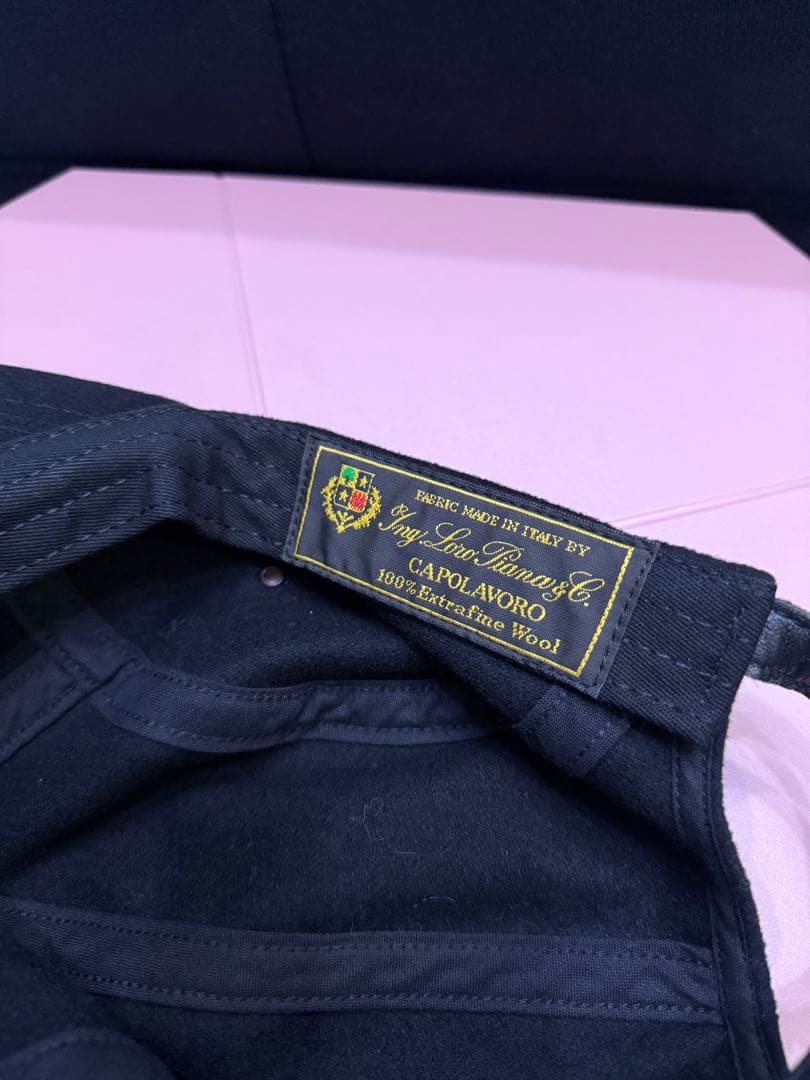 FABRIC MADE IN ITALY BY
Ing. Loro Piana & C.
CAPOLAVORO
100% Extrafine Wool